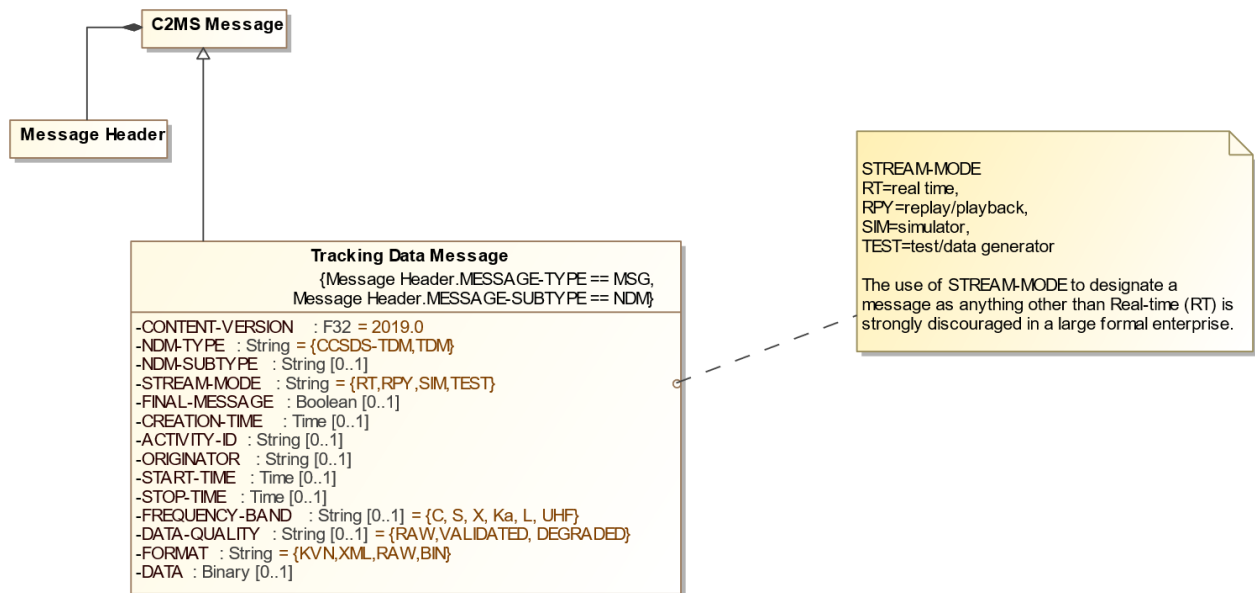 C2MS Message
Message Header
Tracking Data Message
{Message Header.MESSAGE-TYPE == MSG,
Message Header.MESSAGE-SUBTYPE == NDM}
-CONTENT-VERSION : F32 = 2019.0
-NDM-TYPE : String = {CCSDS-TDM,TDM}
-NDM-SUBTYPE : String [0..1]
-STREAM-MODE : String = {RT,RPY,SIM,TEST}
-FINAL-MESSAGE : Boolean [0..1]
-CREATION-TIME : Time [0..1]
-ACTIVITY-ID : String [0..1]
-ORIGINATOR : String [0..1]
-START-TIME : Time [0..1]
-STOP-TIME : Time [0..1]
-FREQUENCY-BAND : String [0..1] = {C, S, X, Ka, L, UHF}
-DATA-QUALITY : String [0..1] = {RAW,VALIDATED, DEGRADED}
-FORMAT : String = {KVN,XML,RAW,BIN}
-DATA : Binary [0..1]
STREAM-MODE
RT=real time,
RPY=replay/playback,
SIM=simulator,
TEST=test/data generator
The use of STREAM-MODE to designate a
message as anything other than Real-time (RT) is
strongly discouraged in a large formal enterprise.